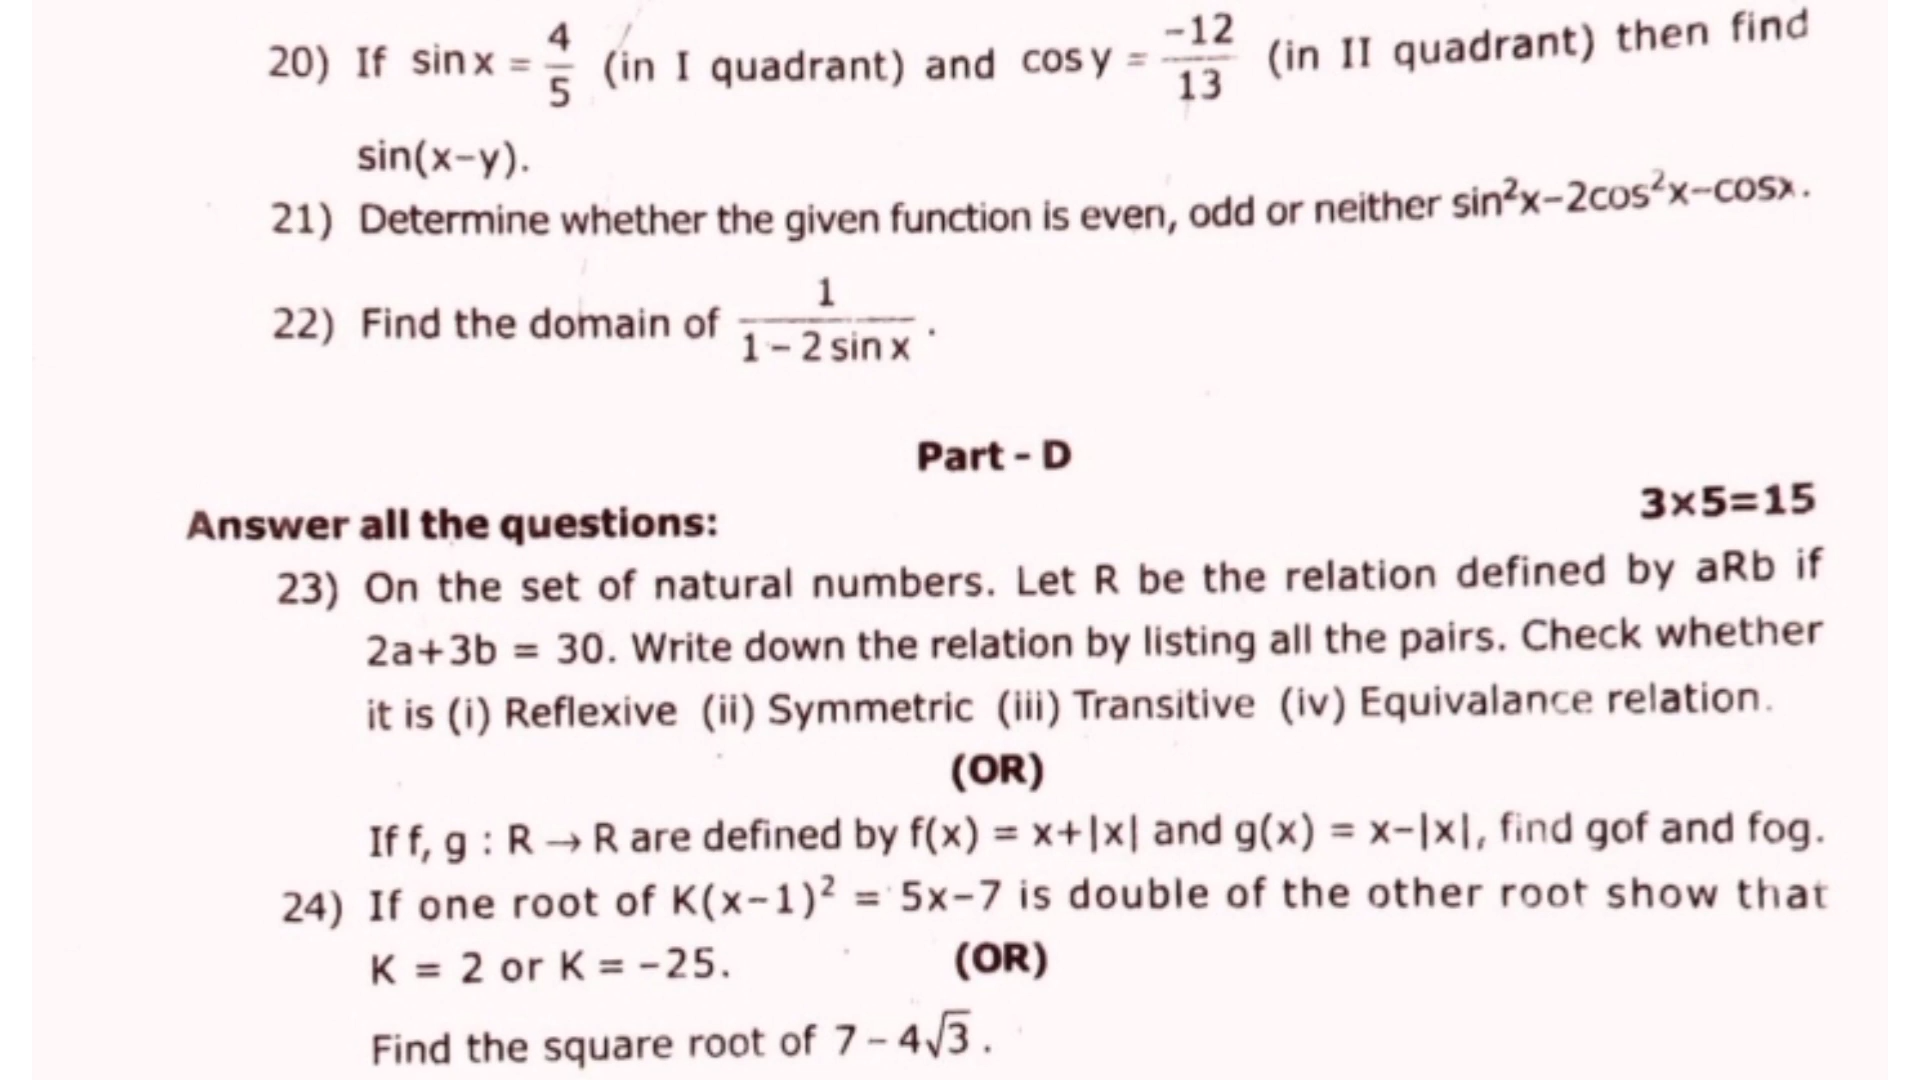 20) If sin x = 4/5 (in I quadrant) and cos y = -12/13 (in II quadrant) then find
sin(x-y).
21) Determine whether the given function is even, odd or neither sin²x-2cos²x-cosx.
22) Find the domain of 1/(1-2 sin x).
Part - D
Answer all the questions: 3×5=15
23) On the set of natural numbers. Let R be the relation defined by aRb if
2a+3b = 30. Write down the relation by listing all the pairs. Check whether
it is (i) Reflexive (ii) Symmetric (iii) Transitive (iv) Equivalance relation.
(OR)
If f, g : R → R are defined by f(x) = x+|x| and g(x) = x-|x|, find gof and fog.
24) If one root of K(x-1)² = 5x-7 is double of the other root show that
K = 2 or K = -25. (OR)
Find the square root of 7-4√3.